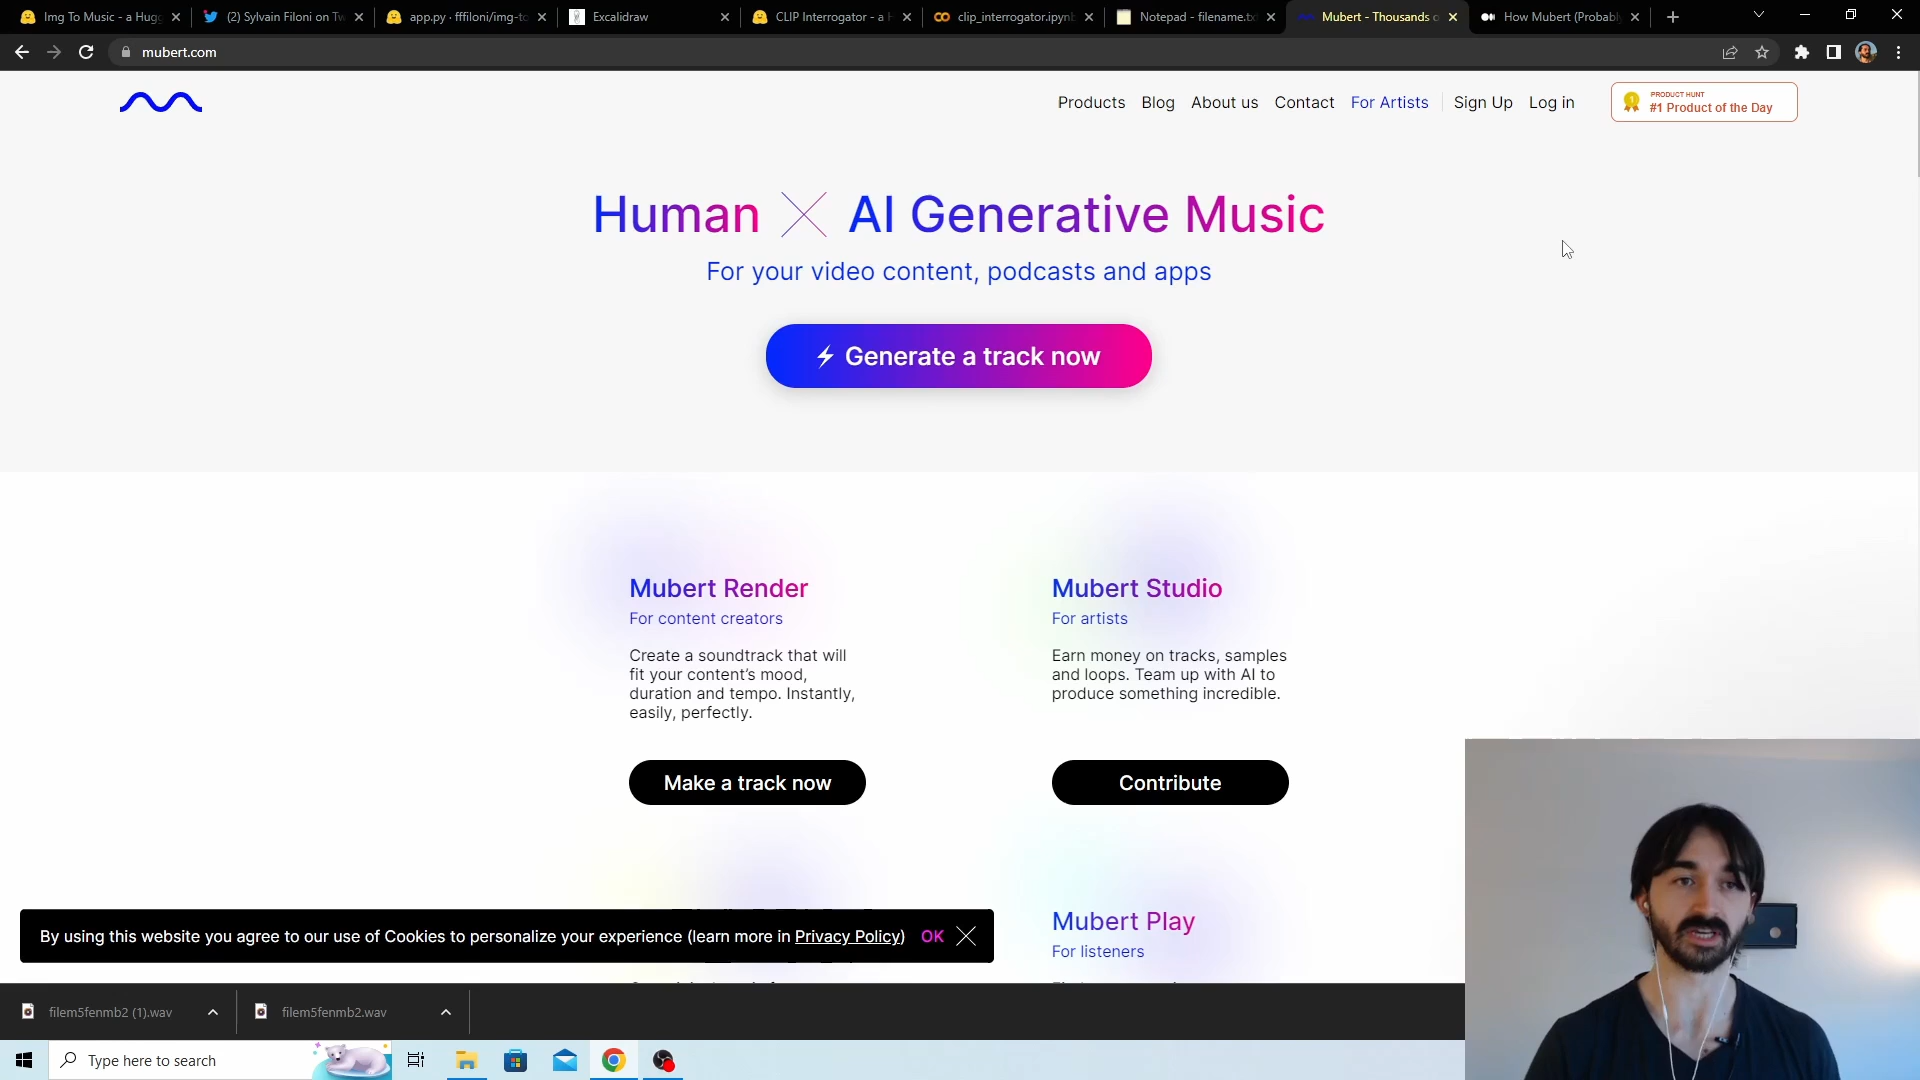 Img To Music - a Hugg
(2) Sylvain Filoni on Tw
app.py · fffiloni/img-to
Excalidraw
CLIP Interrogator - a H
clip_interrogator.ipynb
Notepad - filename.txt
Mubert - Thousands o
How Mubert (Probabl
mubert.com
Products Blog About us Contact For Artists Sign Up Log in
PRODUCT HUNT
#1 Product of the Day
Human X AI Generative Music
For your video content, podcasts and apps
Generate a track now
Mubert Render
For content creators
Create a soundtrack that will
fit your content's mood,
duration and tempo. Instantly,
easily, perfectly.
Make a track now
Mubert Studio
For artists
Earn money on tracks, samples
and loops. Team up with AI to
produce something incredible.
Contribute
Mubert Play
For listeners
By using this website you agree to our use of Cookies to personalize your experience (learn more in Privacy Policy) OK
filem5fenmb2 (1).wav
filem5fenmb2.wav
Type here to search